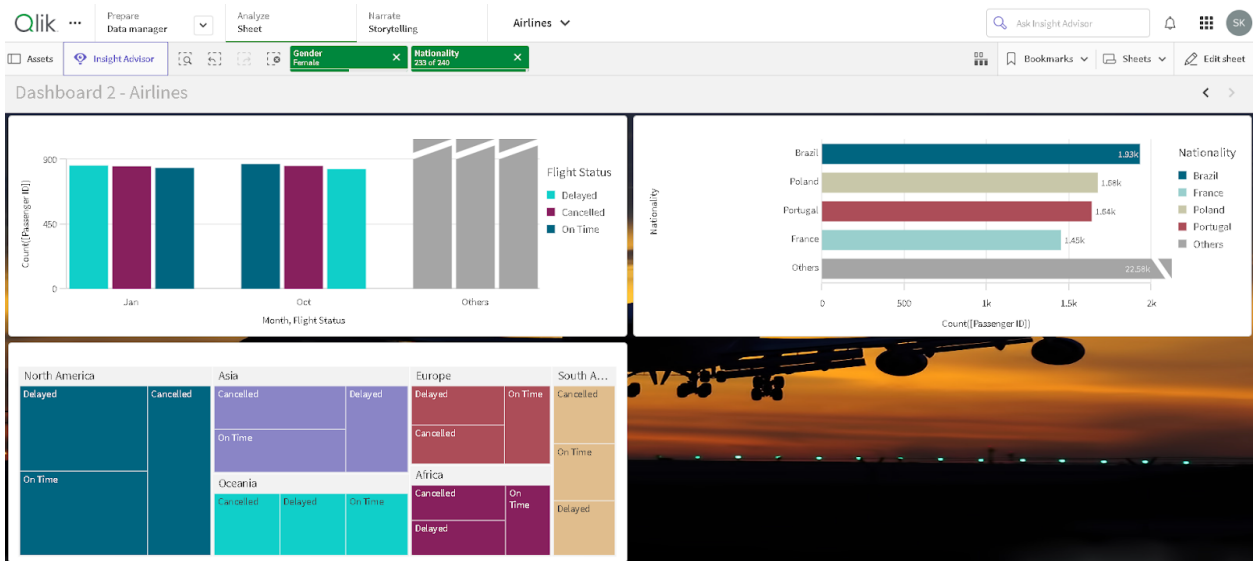 Qlik
Prepare
Data manager
Analyze
Sheet
Narrate
Storytelling
Airlines
Ask Insight Advisor
SK
Assets
Insight Advisor
Gender
Female
Nationality
233 of 240
Bookmarks
Sheets
Edit sheet
Dashboard 2 - Airlines
900
450
0
Count([Passenger ID])
Jan
Oct
Others
Month, Flight Status
Flight Status
Delayed
Cancelled
On Time
Nationality
Brazil
Poland
Portugal
France
Others
1.93k
1.68k
1.64k
1.45k
22.58k
0
500
1k
1.5k
2k
Count([Passenger ID])
Nationality
Brazil
France
Poland
Portugal
Others
North America
Delayed
Cancelled
On Time
Asia
Cancelled
Delayed
On Time
Oceania
Cancelled
Delayed
On Time
Europe
Delayed
On Time
Cancelled
Africa
Cancelled
On
Time
Delayed
South A...
Cancelled
On Time
Delayed